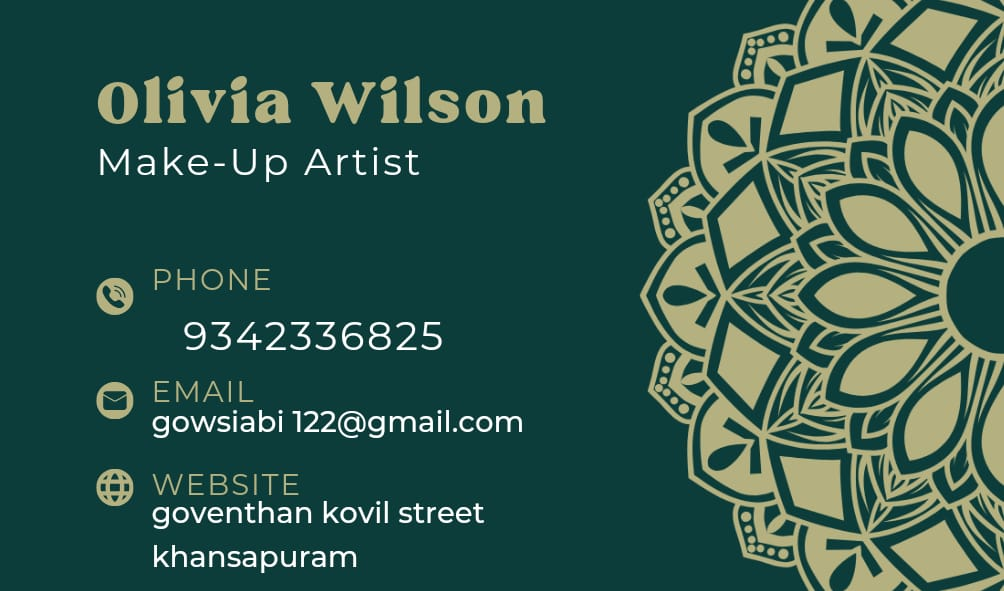 Olivia Wilson
Make-Up Artist
PHONE
9342336825
EMAIL
gowsiabi 122@gmail.com
WEBSITE
goventhan kovil street
khansapuram